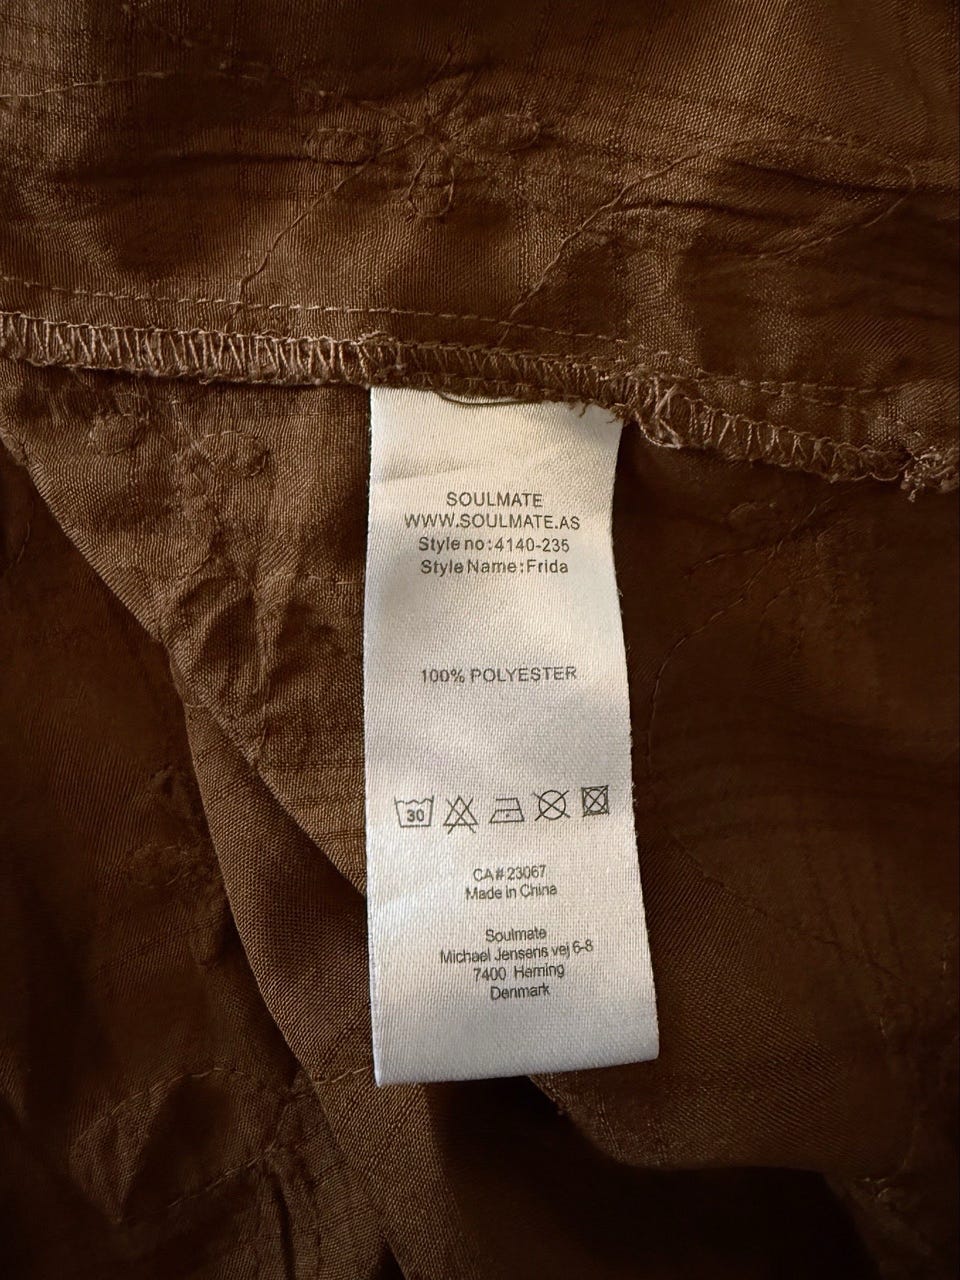 SOULMATE
WWW.SOULMATE.AS
Style no:4140-235
Style Name:Frida
100% POLYESTER
30
CA# 23067
Made in China
Soulmate
Michael Jensens vej 6-8
7400 Herning
Denmark